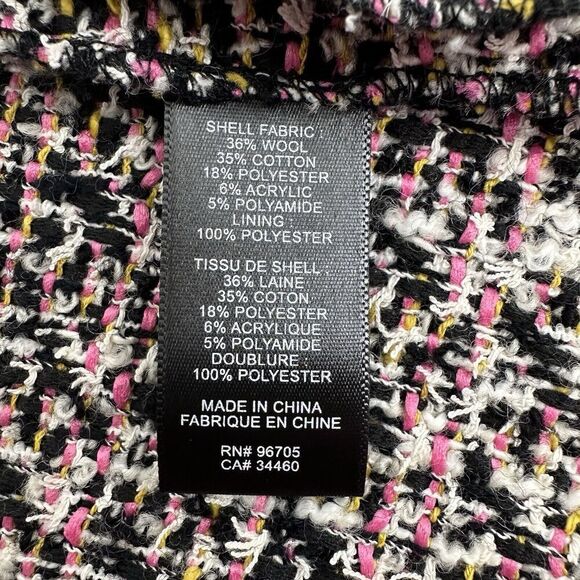 SHELL FABRIC :
36% WOOL
35% COTTON
18% POLYESTER
6% ACRYLIC
5% POLYAMIDE
LINING :
100% POLYESTER
TISSU DE SHELL :
36% LAINE
35% COTON
18% POLYESTER
6% ACRYLIQUE
5% POLYAMIDE
DOUBLURE :
100% POLYESTER
MADE IN CHINA
FABRIQUE EN CHINE
RN# 96705
CA# 34460